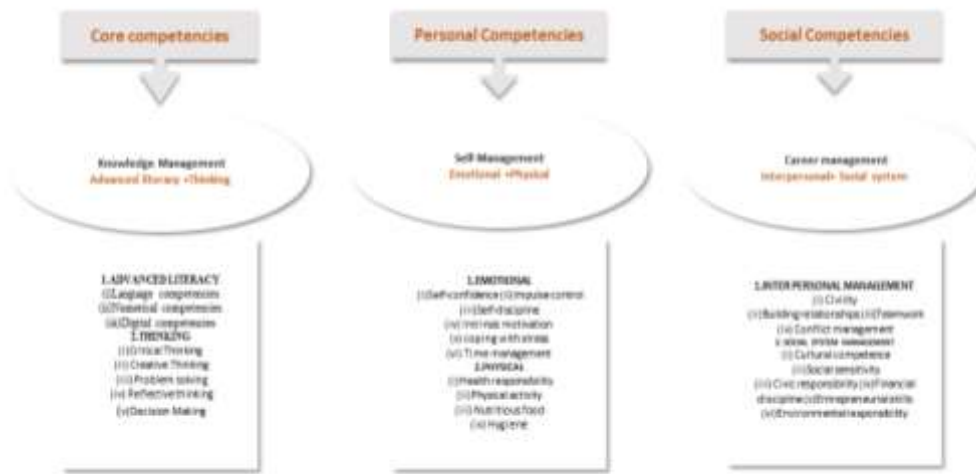 Core competencies
Knowledge Management
Advanced literacy +Thinking
1.ADVANCED LITERACY
(i)Language competencies
(ii)Numerical competencies
(iii)Digital competencies
2.THINKING
(i)Critical Thinking
(ii) Creative Thinking
(iii) Problem solving
(iv) Reflective thinking
(v)Decision Making
Personal Competencies
Self-Management
Emotional +Physical
1.EMOTIONAL
(i)Self-confidence (ii)Impulse control
(iii)Self-discipline
(iv) Intrinsic motivation
(v) coping with stress
(vi) Time management
2.PHYSICAL
(i)Health responsibility
(ii) Physical activity
(iii) Nutritious food
(iv) Hygiene
Social Competencies
Career management
Interpersonal+ Social system
1.INTER PERSONAL MANAGEMENT
(i) Civility
(ii)Building relationships (iii)Teamwork
(iv) Conflict management
2. SOCIAL SYSTEM MANAGEMENT
(i) Cultural competence
(ii)Social sensitivity
(iii) Civic responsibility (iv)Financial
discipline(v)Entrepreneurial skills
(vi)Environmental responsibility